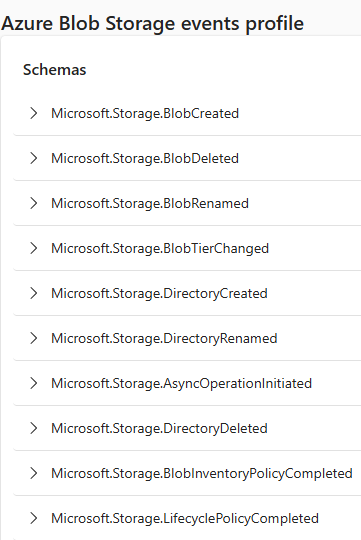 Azure Blob Storage events profile
Schemas
Microsoft.Storage.BlobCreated
Microsoft.Storage.BlobDeleted
Microsoft.Storage.BlobRenamed
Microsoft.Storage.BlobTierChanged
Microsoft.Storage.DirectoryCreated
Microsoft.Storage.DirectoryRenamed
Microsoft.Storage.AsyncOperationInitiated
Microsoft.Storage.DirectoryDeleted
Microsoft.Storage.BlobInventoryPolicyCompleted
Microsoft.Storage.LifecyclePolicyCompleted